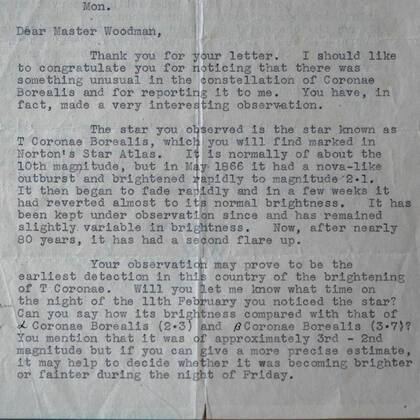 Mon.
Dear Master Woodman,
Thank you for your letter. I should like
to congratulate you for noticing that there was
something unusual in the constellation of Coronae
Borealis and for reporting it to me. You have, in
fact, made a very interesting observation.
The star you observed is the star known as
T Coronae Borealis, which you will find marked in
Norton's Star Atlas. It is normally of about the
10th magnitude, but in May 1866 it had a nova-like
outburst and brightened rapidly to magnitude 2.1.
It then began to fade rapidly and in a few weeks it
had reverted almost to its normal brightness. It has
been kept under observation since and has remained
slightly variable in brightness. Now, after nearly
80 years, it has had a second flare up.
Your observation may prove to be the
earliest detection in this country of the brightening
of T Coronae. Will you let me know what time on
the night of the 11th February you noticed the star?
Can you say how its brightness compared with that of
α Coronae Borealis (2.3) and β Coronae Borealis (3.7)?
You mention that it was of approximately 3rd - 2nd
magnitude but if you can give a more precise estimate,
it may help to decide whether it was becoming brighter
or fainter during the night of Friday.